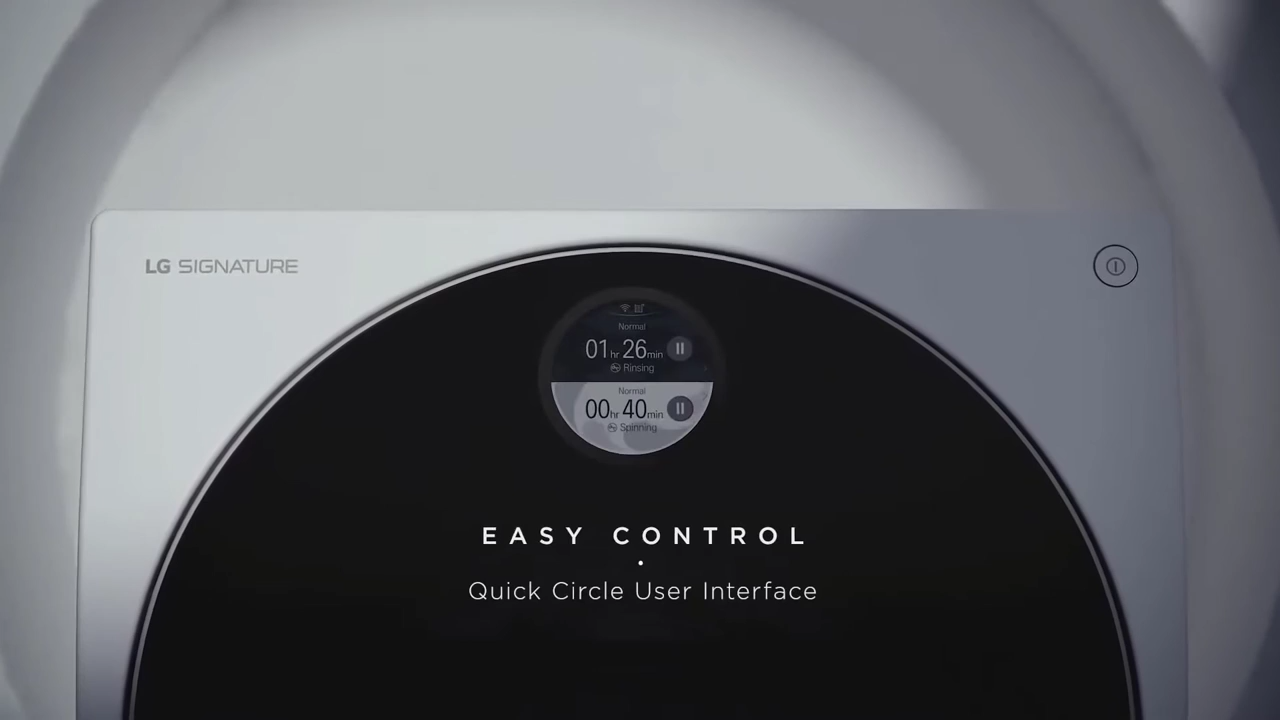 LG SIGNATURE
Normal
01 hr 26 min
Rinsing
Normal
00 hr 40 min
Spinning
EASY CONTROL
Quick Circle User Interface